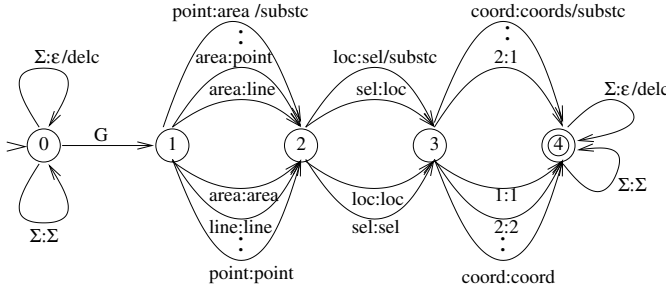 point:area /substc
coord:coords/substc
:
:
Σ:ε/delc
area:point
loc:sel/substc
2:1
Σ:ε/delc
area:line
sel:loc
0
G
1
2
3
4
area:area
loc:loc
1:1
Σ:Σ
Σ:Σ
line:line
sel:sel
2:2
:
:
point:point
coord:coord